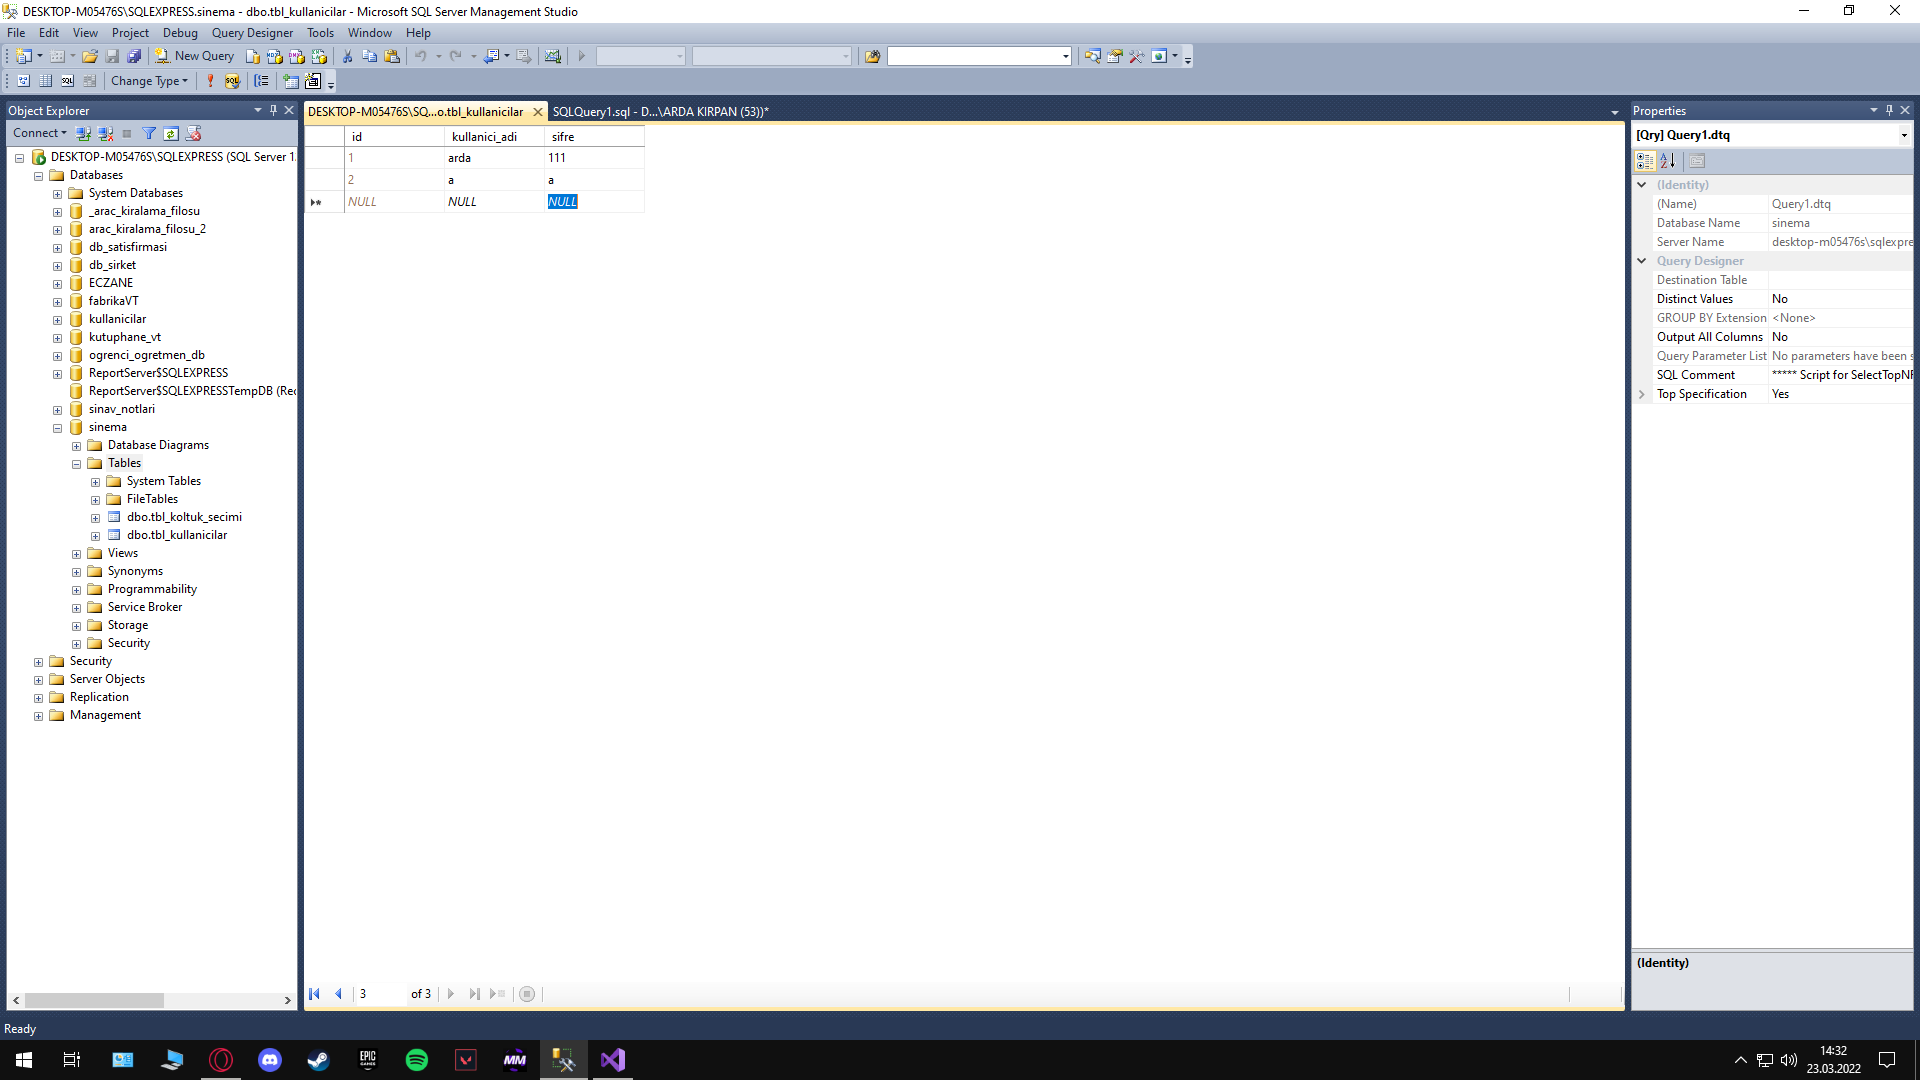 DESKTOP-M05476S\SQLEXPRESS.sinema - dbo.tbl_kullanicilar - Microsoft SQL Server Management Studio
File Edit View Project Debug Query Designer Tools Window Help
New Query
Change Type
Object Explorer
Connect
DESKTOP-M05476S\SQLEXPRESS (SQL Server 1.
Databases
System Databases
_arac_kiralama_filosu
arac_kiralama_filosu_2
db_satisfirmasi
db_sirket
ECZANE
fabrikaVT
kullanicilar
kutuphane_vt
ogrenci_ogretmen_db
ReportServer$SQLEXPRESS
ReportServer$SQLEXPRESSTempDB (Rec
sinav_notlari
sinema
Database Diagrams
Tables
System Tables
FileTables
dbo.tbl_koltuk_secimi
dbo.tbl_kullanicilar
Views
Synonyms
Programmability
Service Broker
Storage
Security
Security
Server Objects
Replication
Management
DESKTOP-M05476S\SQ...o.tbl_kullanicilar
SQLQuery1.sql - D...\ARDA KIRPAN (53))*
id kullanici_adi sifre
1 arda 111
2 a a
NULL NULL NULL
3 of 3
Properties
[Qry] Query1.dtq
(Identity)
(Name) Query1.dtq
Database Name sinema
Server Name desktop-m05476s\sqlexpre
Query Designer
Destination Table
Distinct Values No
GROUP BY Extension <None>
Output All Columns No
Query Parameter List No parameters have been s
SQL Comment ***** Script for SelectTopNR
Top Specification Yes
(Identity)
Ready
EPIC GAMES
MM
14:32
23.03.2022